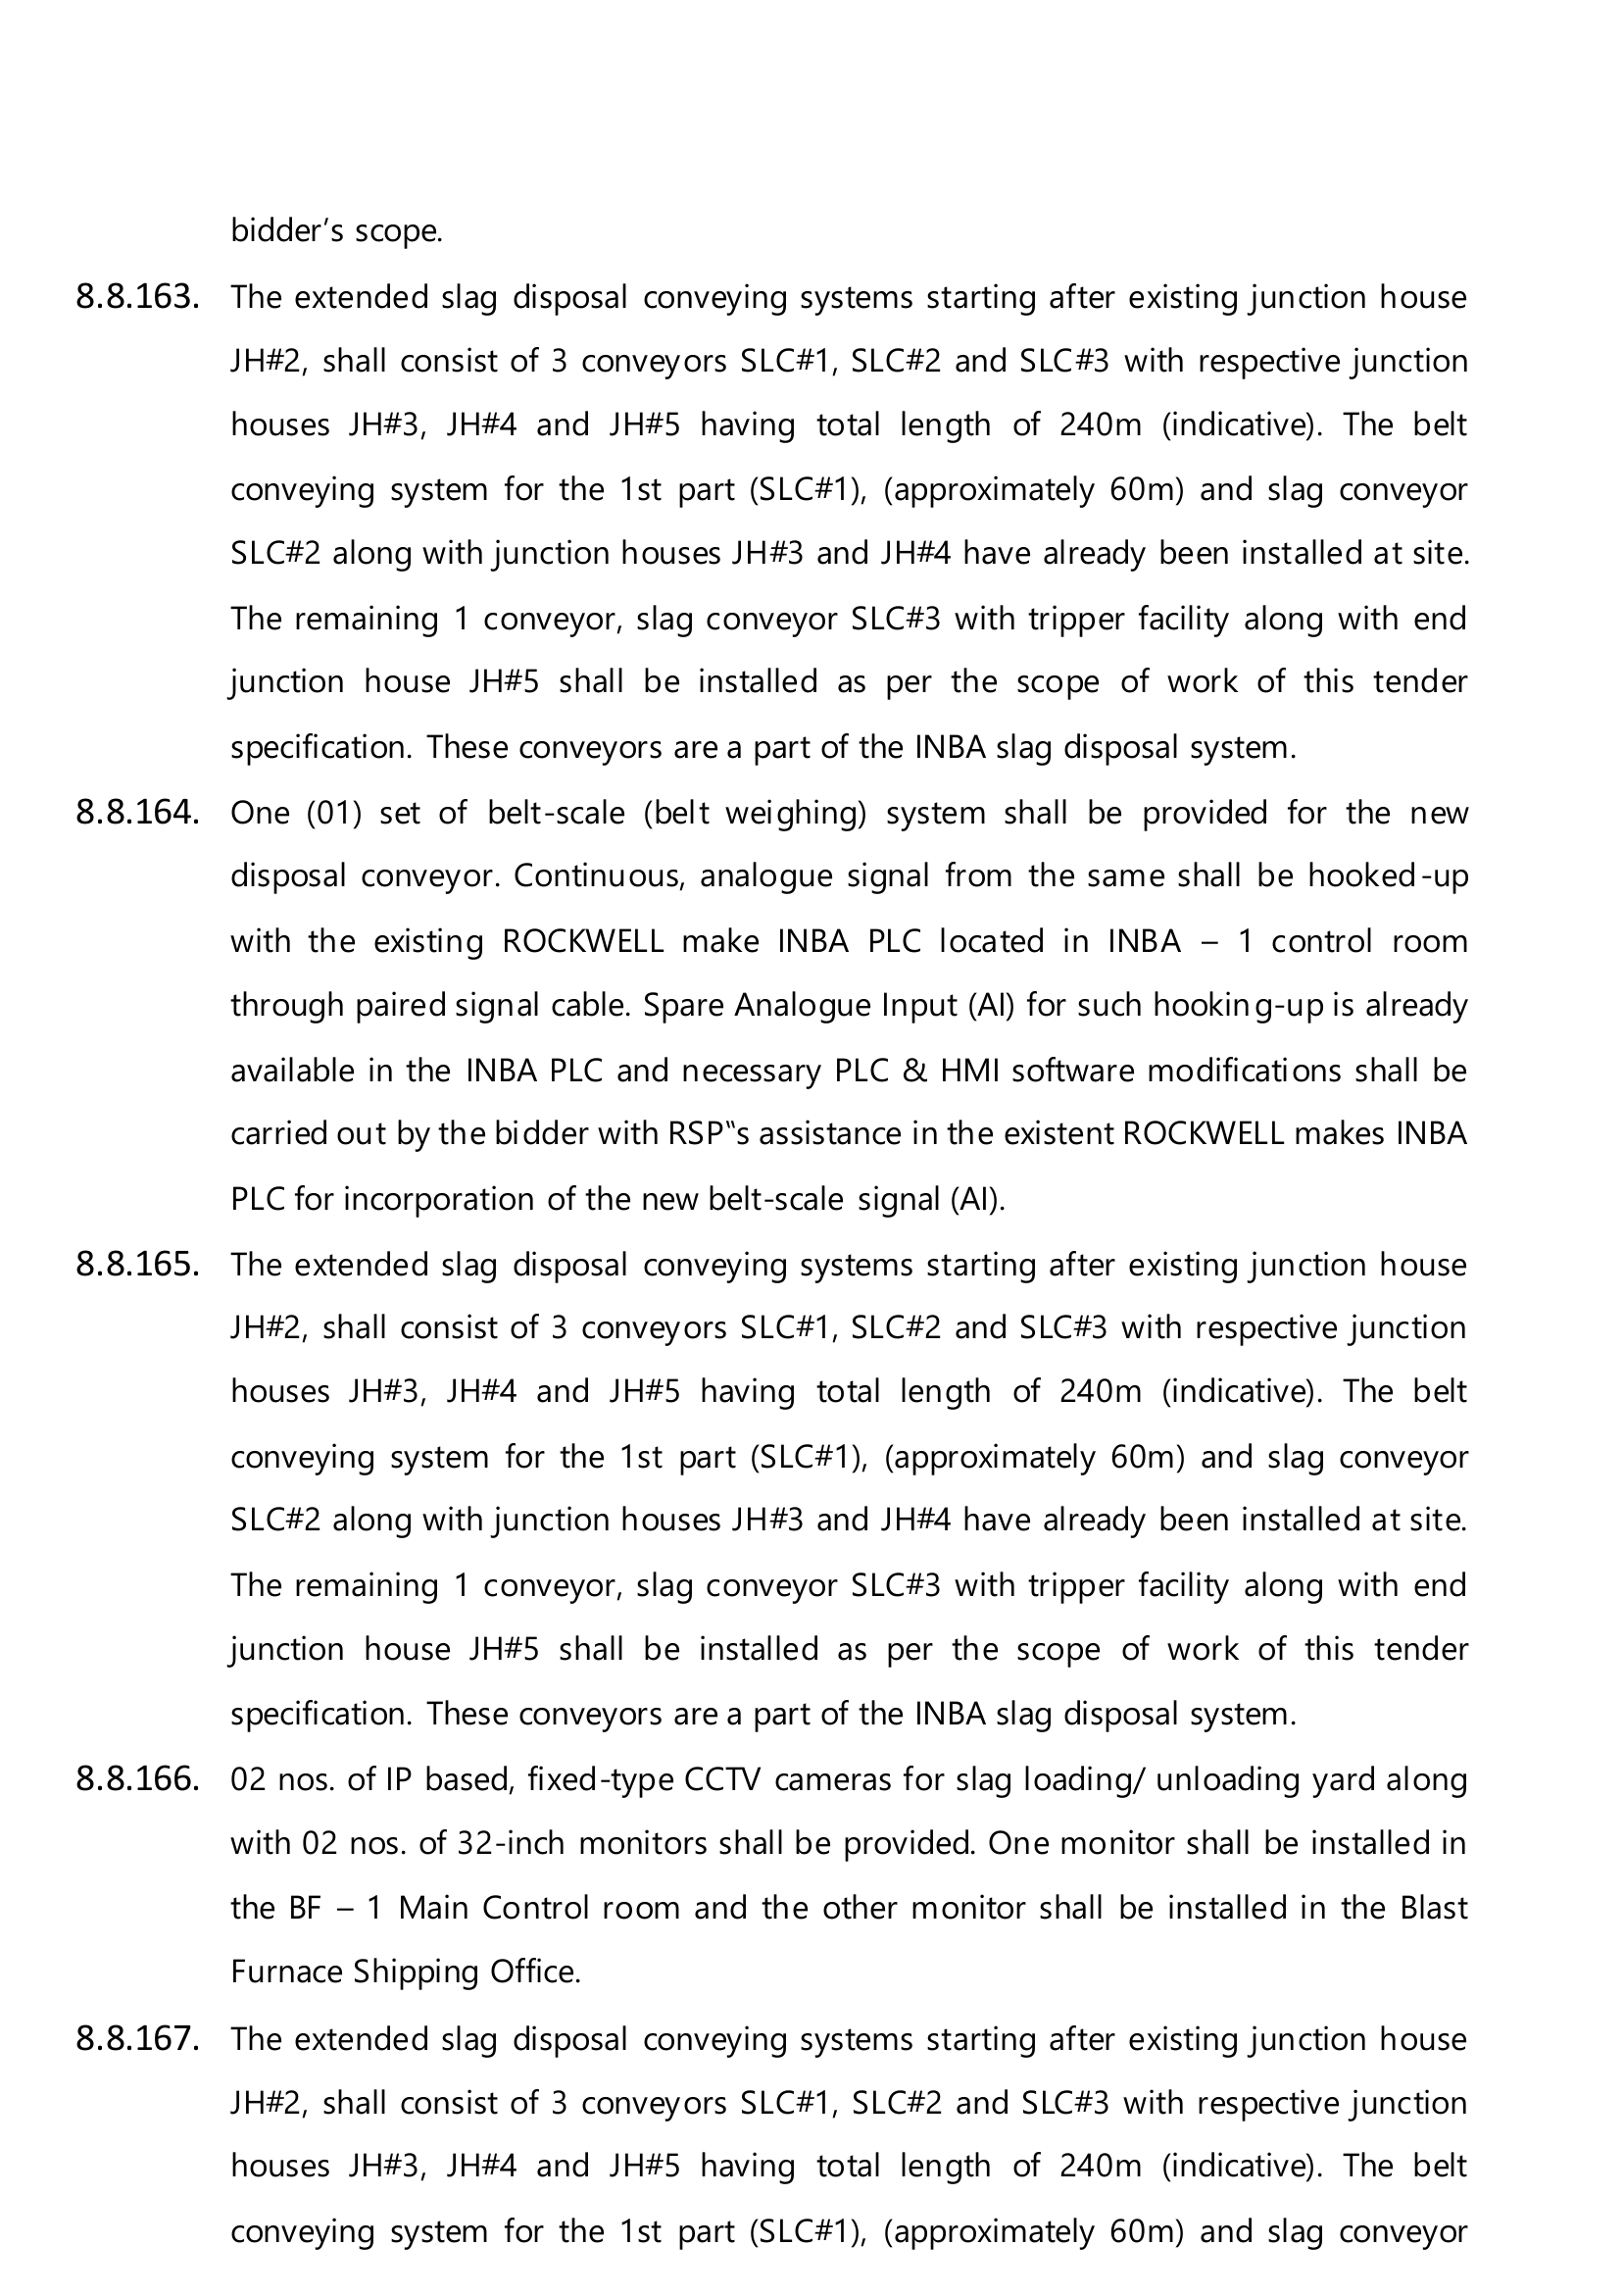 bidder’s scope.
8.8.163. The extended slag disposal conveying systems starting after existing junction house
JH#2, shall consist of 3 conveyors SLC#1, SLC#2 and SLC#3 with respective junction
houses JH#3, JH#4 and JH#5 having total length of 240m (indicative). The belt
conveying system for the 1st part (SLC#1), (approximately 60m) and slag conveyor
SLC#2 along with junction houses JH#3 and JH#4 have already been installed at site.
The remaining 1 conveyor, slag conveyor SLC#3 with tripper facility along with end
junction house JH#5 shall be installed as per the scope of work of this tender
specification. These conveyors are a part of the INBA slag disposal system.
8.8.164. One (01) set of belt-scale (belt weighing) system shall be provided for the new
disposal conveyor. Continuous, analogue signal from the same shall be hooked-up
with the existing ROCKWELL make INBA PLC located in INBA – 1 control room
through paired signal cable. Spare Analogue Input (AI) for such hooking-up is already
available in the INBA PLC and necessary PLC & HMI software modifications shall be
carried out by the bidder with RSP‟s assistance in the existent ROCKWELL makes INBA
PLC for incorporation of the new belt-scale signal (AI).
8.8.165. The extended slag disposal conveying systems starting after existing junction house
JH#2, shall consist of 3 conveyors SLC#1, SLC#2 and SLC#3 with respective junction
houses JH#3, JH#4 and JH#5 having total length of 240m (indicative). The belt
conveying system for the 1st part (SLC#1), (approximately 60m) and slag conveyor
SLC#2 along with junction houses JH#3 and JH#4 have already been installed at site.
The remaining 1 conveyor, slag conveyor SLC#3 with tripper facility along with end
junction house JH#5 shall be installed as per the scope of work of this tender
specification. These conveyors are a part of the INBA slag disposal system.
8.8.166. 02 nos. of IP based, fixed-type CCTV cameras for slag loading/ unloading yard along
with 02 nos. of 32-inch monitors shall be provided. One monitor shall be installed in
the BF – 1 Main Control room and the other monitor shall be installed in the Blast
Furnace Shipping Office.
8.8.167. The extended slag disposal conveying systems starting after existing junction house
JH#2, shall consist of 3 conveyors SLC#1, SLC#2 and SLC#3 with respective junction
houses JH#3, JH#4 and JH#5 having total length of 240m (indicative). The belt
conveying system for the 1st part (SLC#1), (approximately 60m) and slag conveyor